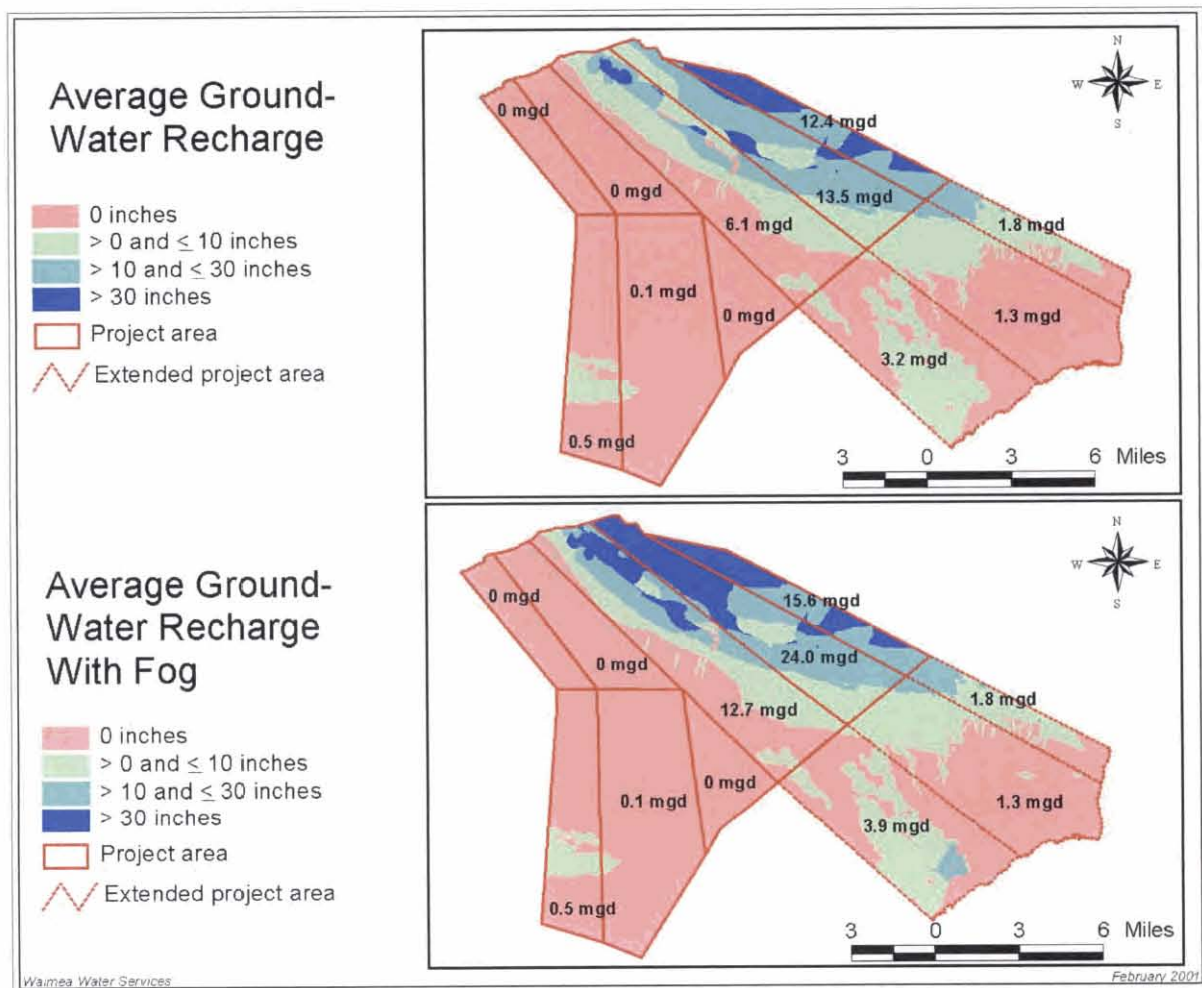 Average Ground-
Water Recharge
0 inches
> 0 and ≤ 10 inches
> 10 and ≤ 30 inches
> 30 inches
Project area
Extended project area
N
W E
S
0 mgd
12.4 mgd
0 mgd
13.5 mgd
6.1 mgd
1.8 mgd
0.1 mgd
0 mgd
1.3 mgd
3.2 mgd
0.5 mgd
3 0 3 6 Miles
Average Ground-
Water Recharge
With Fog
0 inches
> 0 and ≤ 10 inches
> 10 and ≤ 30 inches
> 30 inches
Project area
Extended project area
N
W E
S
0 mgd
15.6 mgd
0 mgd
24.0 mgd
12.7 mgd
1.8 mgd
0.1 mgd
0 mgd
1.3 mgd
3.9 mgd
0.5 mgd
3 0 3 6 Miles
Waimea Water Services
February 2001